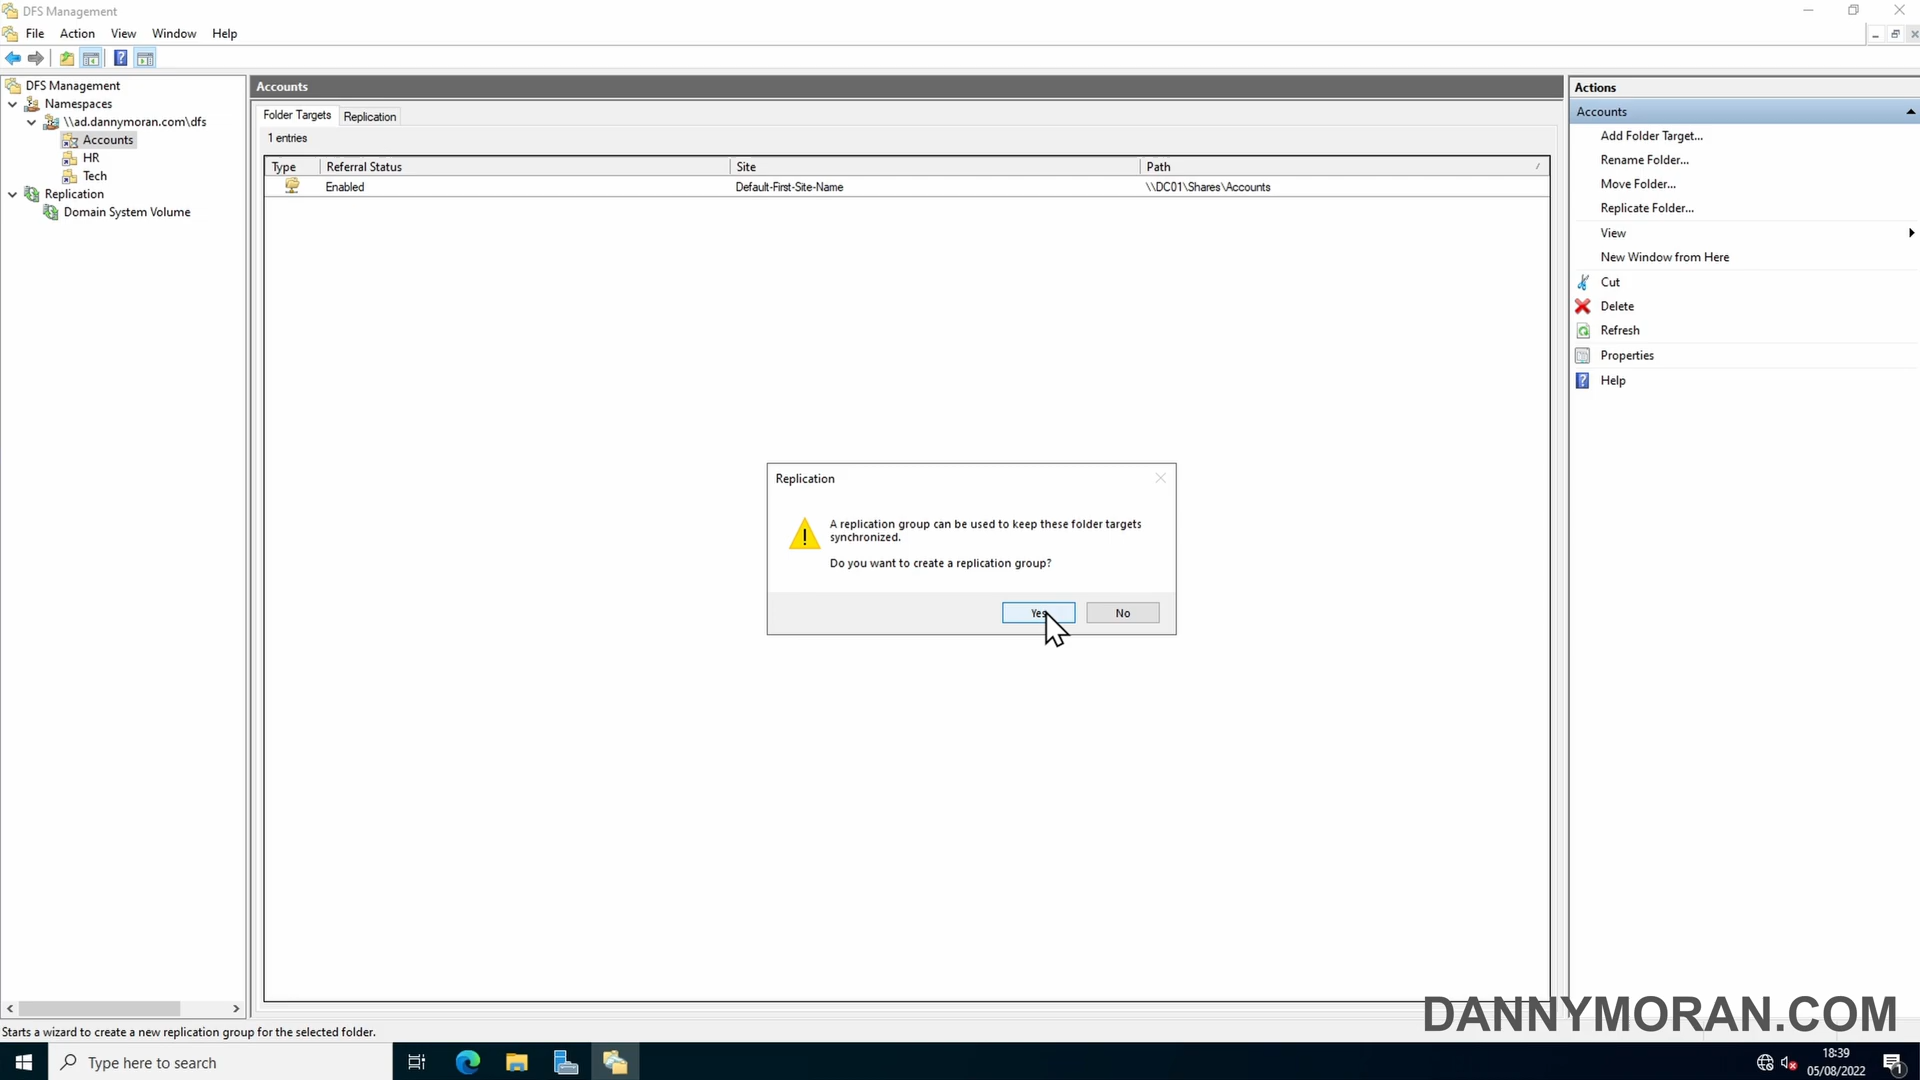 DFS Management
File Action View Window Help
DFS Management
Namespaces
\\ad.dannymoran.com\dfs
Accounts
HR
Tech
Replication
Domain System Volume
Accounts
Folder Targets Replication
1 entries
Type Referral Status Site Path
Enabled Default-First-Site-Name \\DC01\Shares\Accounts
Replication
A replication group can be used to keep these folder targets
synchronized.
Do you want to create a replication group?
Yes No
Actions
Accounts
Add Folder Target...
Rename Folder...
Move Folder...
Replicate Folder...
View
New Window from Here
Cut
Delete
Refresh
Properties
Help
DANNYMORAN.COM
Starts a wizard to create a new replication group for the selected folder.
Type here to search
18:39
05/08/2022
1